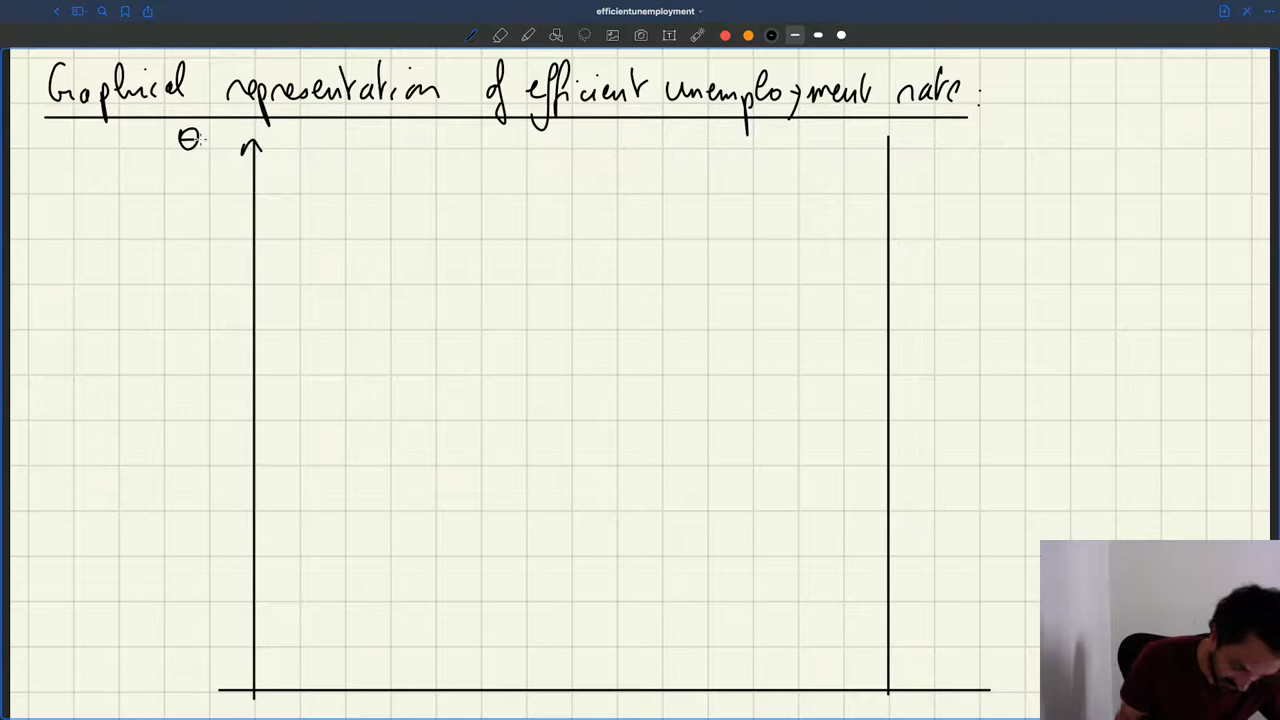 efficientunemployment
Graphical representation of efficient unemployment rate :
θ